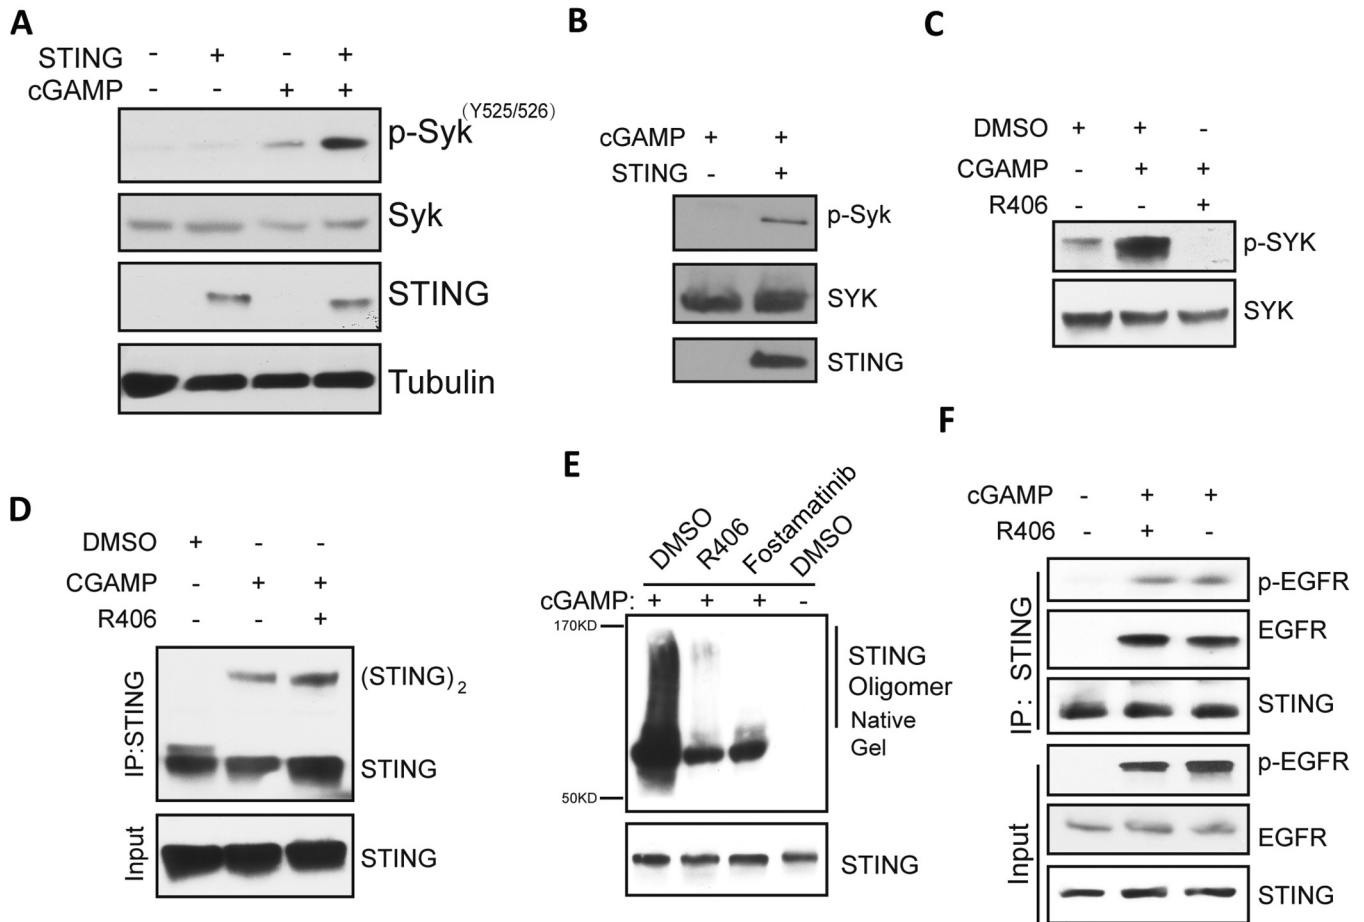 A
STING - + - +
cGAMP - - + +
p-Syk(Y525/526)
Syk
STING
Tubulin
B
cGAMP + +
STING - +
p-Syk
SYK
STING
C
DMSO + + -
CGAMP - + +
R406 - - +
p-SYK
SYK
D
DMSO + - -
CGAMP - + +
R406 - - +
IP:STING
(STING)2
STING
Input
STING
E
DMSO
R406
Fostamatinib
DMSO
cGAMP: + + + -
170KD
50KD
STING
Oligomer
Native
Gel
STING
F
cGAMP - + +
R406 - + -
IP: STING
p-EGFR
EGFR
STING
Input
p-EGFR
EGFR
STING